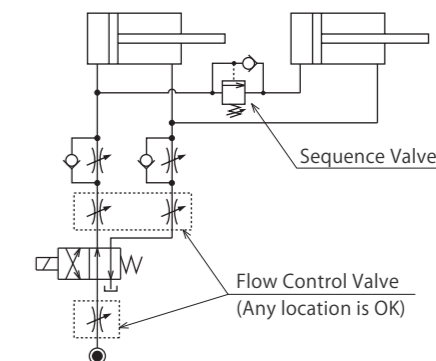 Sequence Valve
Flow Control Valve
(Any location is OK)